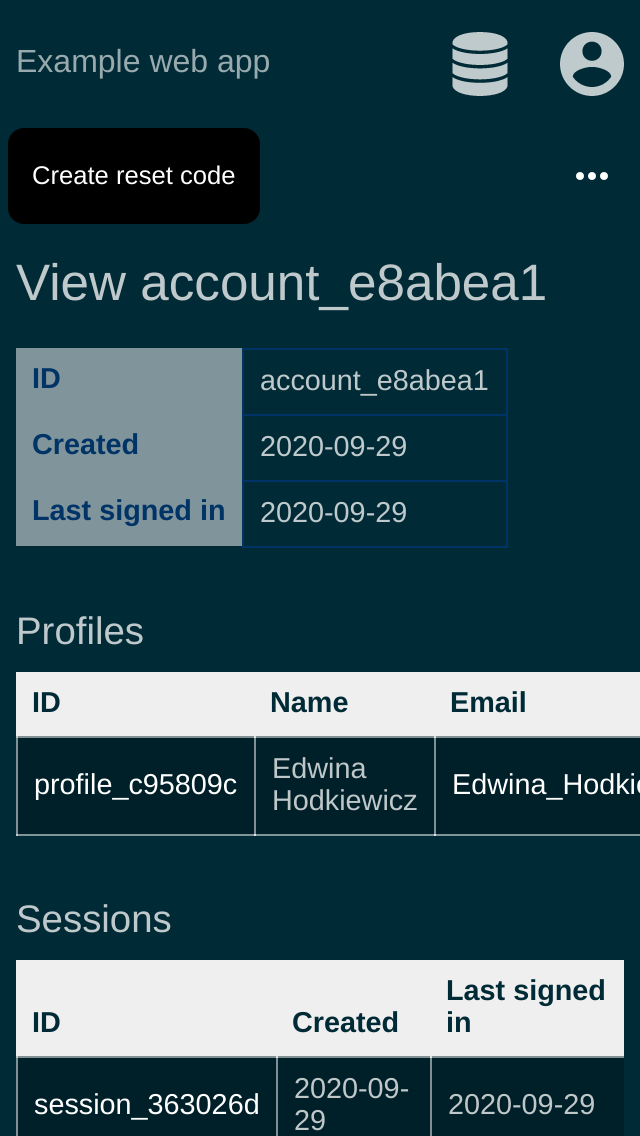 Example web app
Create reset code
View account_e8abea1
ID account_e8abea1
Created 2020-09-29
Last signed in 2020-09-29
Profiles
ID Name Email
profile_c95809c Edwina Hodkiewicz Edwina_Hodki
Sessions
ID Created Last signed in
session_363026d 2020-09-29 2020-09-29